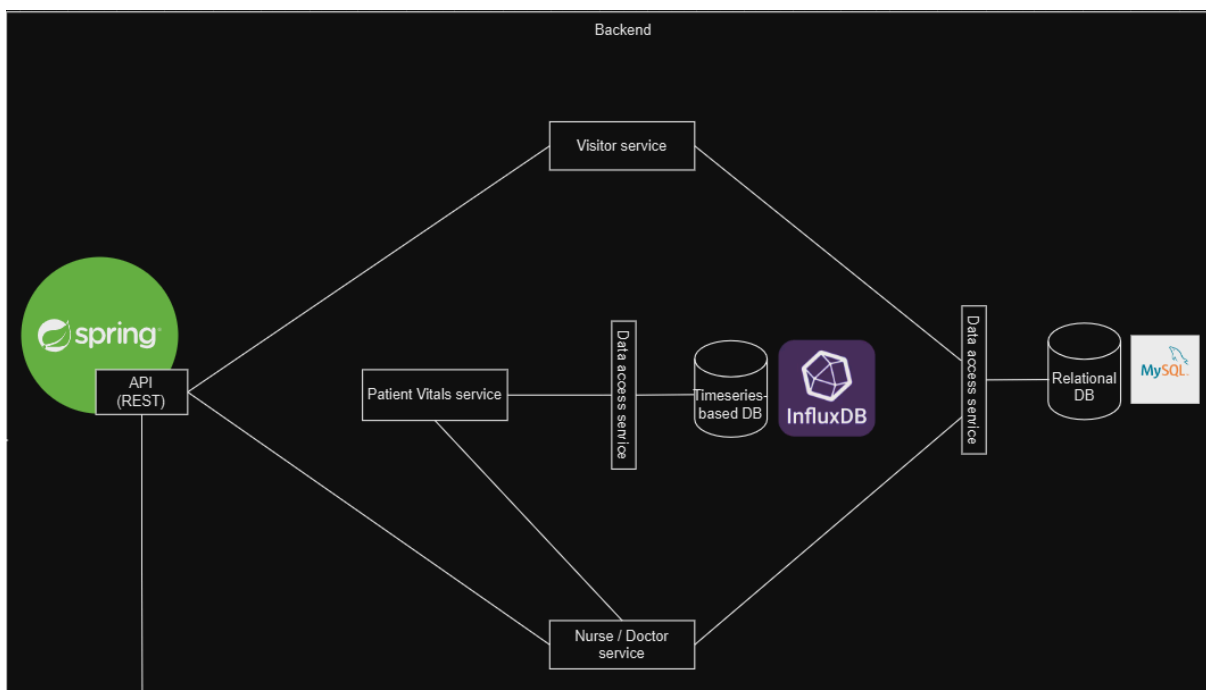 Backend
Visitor service
spring
API
(REST)
Patient Vitals service
Data access service
Timeseries-
based DB
InfluxDB
Data access service
Relational
DB
MySQL
Nurse / Doctor
service